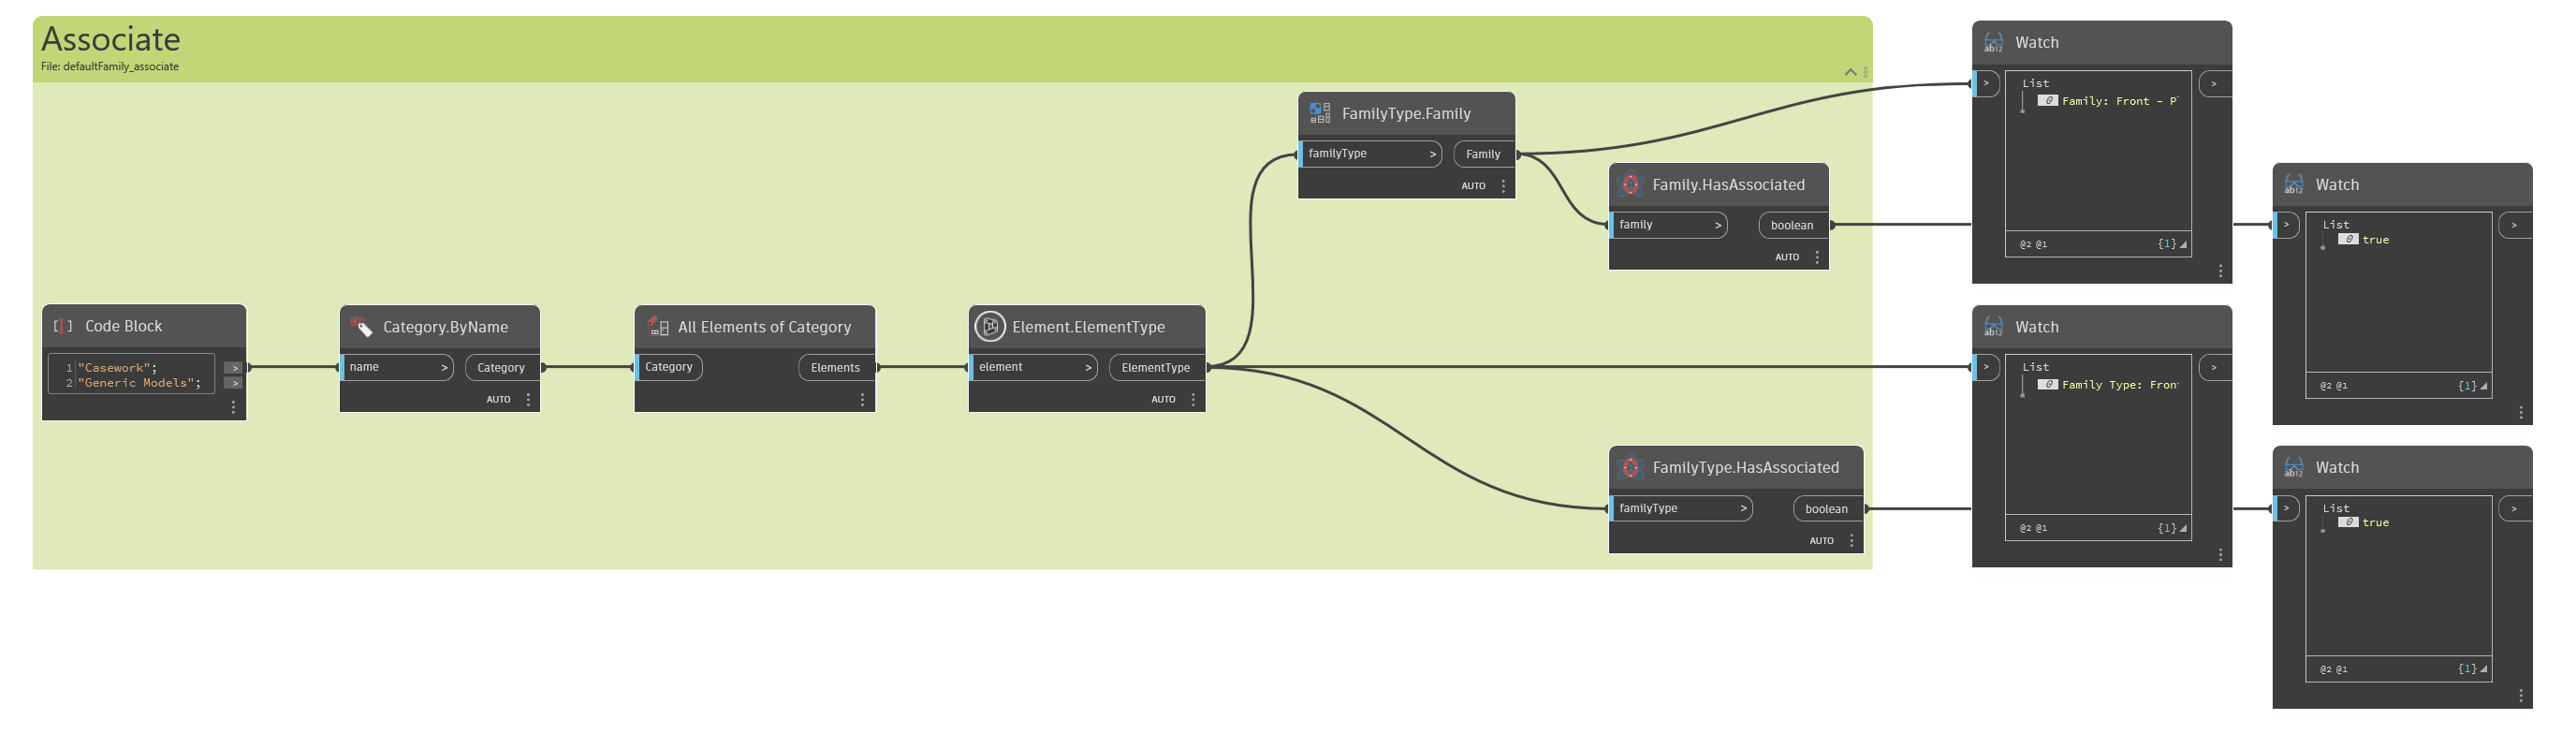 Associate
File: defaultFamily_associate
Code Block
1 "Casework"; >
2 "Generic Models"; >
Category.ByName
name > Category
AUTO
All Elements of Category
Category Elements
Element.ElementType
element > ElementType
AUTO
FamilyType.Family
familyType > Family
AUTO
Family.HasAssociated
family > boolean
AUTO
FamilyType.HasAssociated
familyType > boolean
AUTO
Watch
> List >
0 Family: Front - P
@2 @1 {1}
Watch
> List >
0 true
@2 @1 {1}
Watch
> List >
0 Family Type: Fron
@2 @1 {1}
Watch
> List >
0 true
@2 @1 {1}